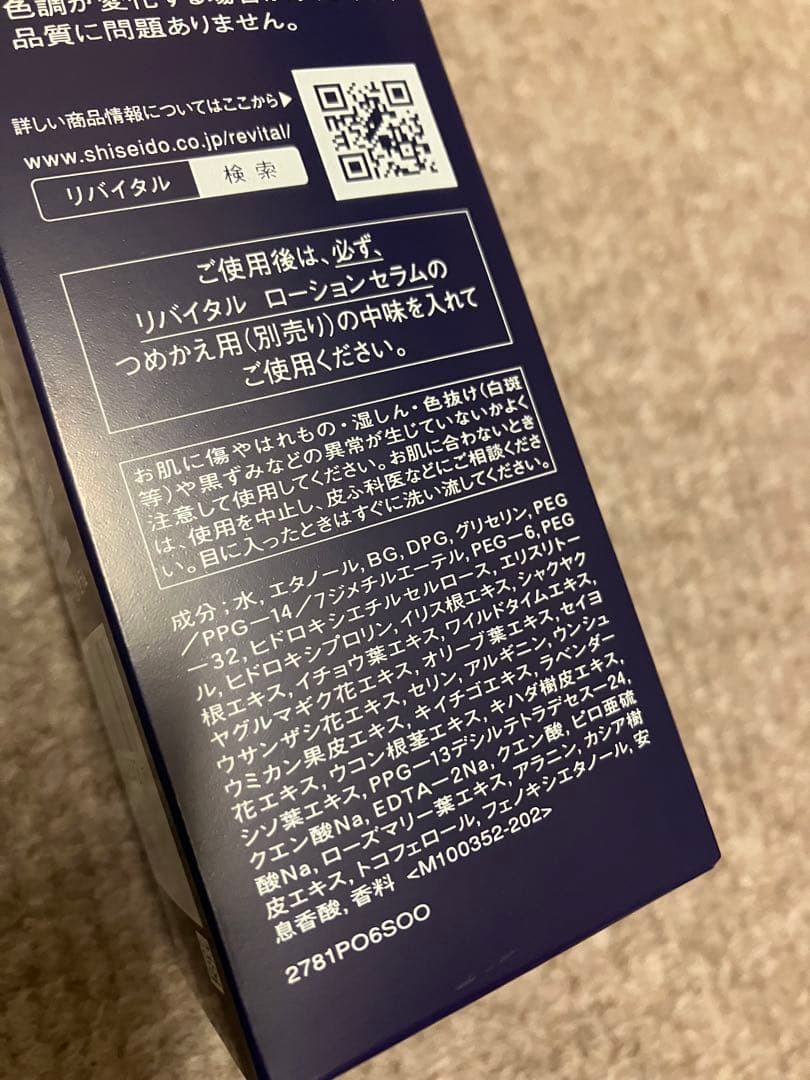 品質に問題ありません。
詳しい商品情報についてはここから▶
www.shiseido.co.jp/revital/
リバイタル 検索
ご使用後は、必ず、
リバイタル ローションセラムの
つめかえ用(別売り)の中味を入れて
ご使用ください。
お肌に傷やはれもの・湿しん・色抜け(白斑
等)や黒ずみなどの異常が生じていないかよく
注意して使用してください。お肌に合わないとき
は、使用を中止し、皮ふ科医などにご相談くださ
い。目に入ったときはすぐに洗い流してください。
成分;水,エタノール,BG,DPG,グリセリン,PEG
/PPG-14/7ジメチルエーテル,PEG-6,PEG
-32,ヒドロキシエチルセルロース,エリスリトー
ル,ヒドロキシプロリン,イリス根エキス,シャクヤク
根エキス,イチョウ葉エキス,ワイルドタイムエキス,
ヤグルマギク花エキス,オリーブ葉エキス,セイヨ
ウサンザシ花エキス,セリン,アルギニン,ウンシュ
ウミカン果皮エキス,キイチゴエキス,ラベンダー
花エキス,ウコン根茎エキス,キハダ樹皮エキス,
シソ葉エキス,PPG-13デシルテトラデセス-24,
クエン酸Na,EDTA-2Na,クエン酸,ピロ亜硫
酸Na,ローズマリー葉エキス,アラニン,カシア樹
皮エキス,トコフェロール,フェノキシエタノール,安
息香酸,香料 <M100352-202>
2781PO6SOO